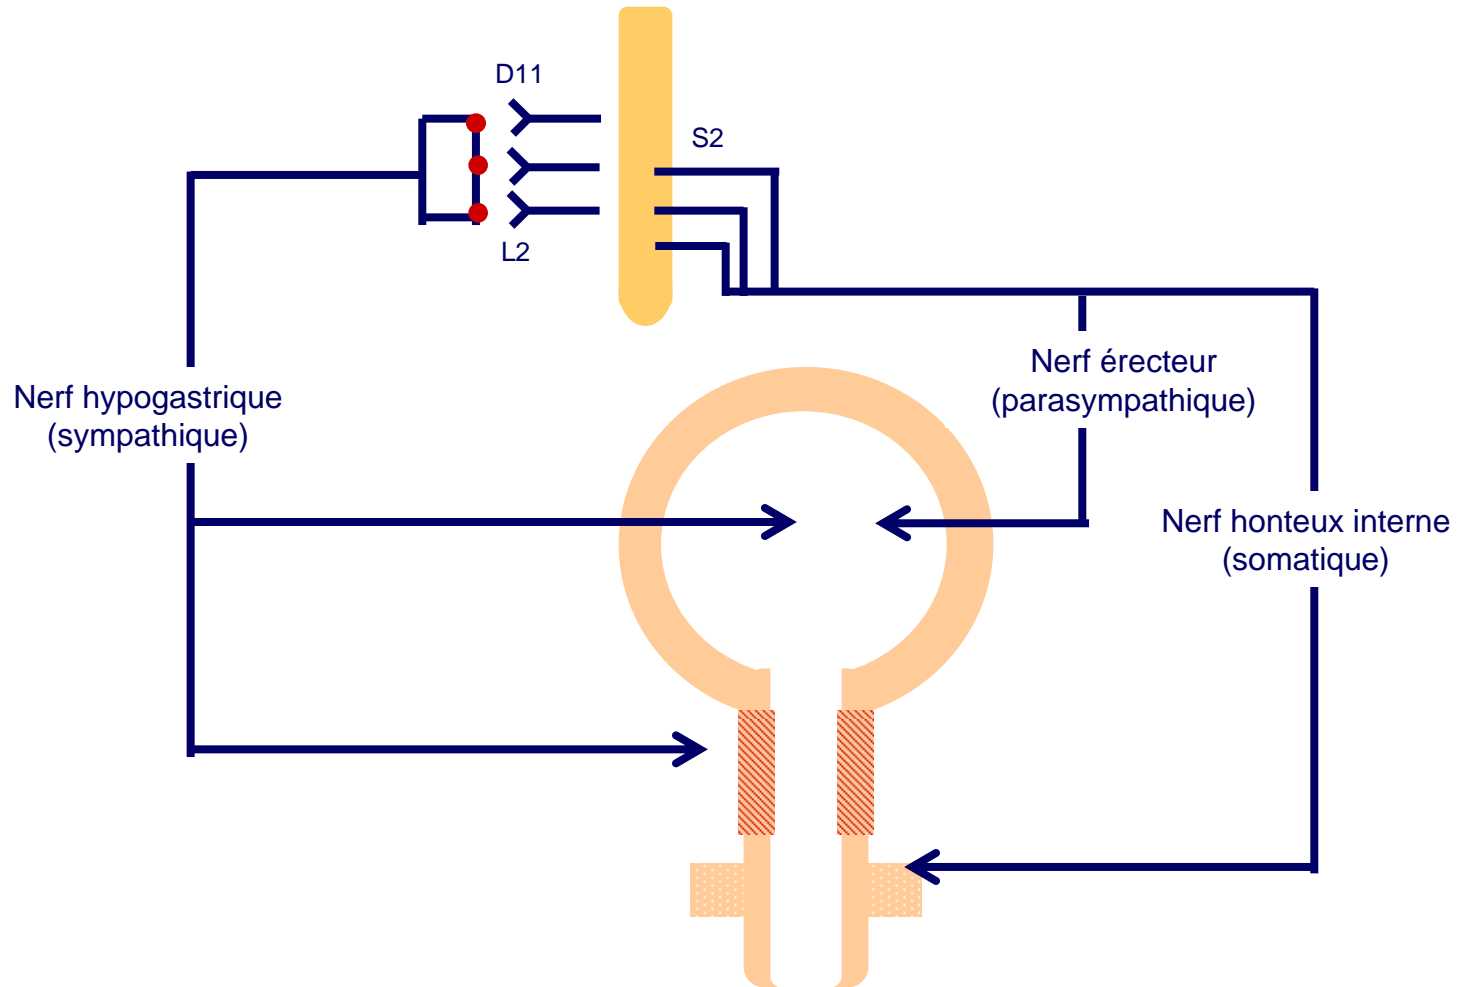 D11
S2
L2
Nerf hypogastrique
(sympathique)
Nerf érecteur
(parasympathique)
Nerf honteux interne
(somatique)